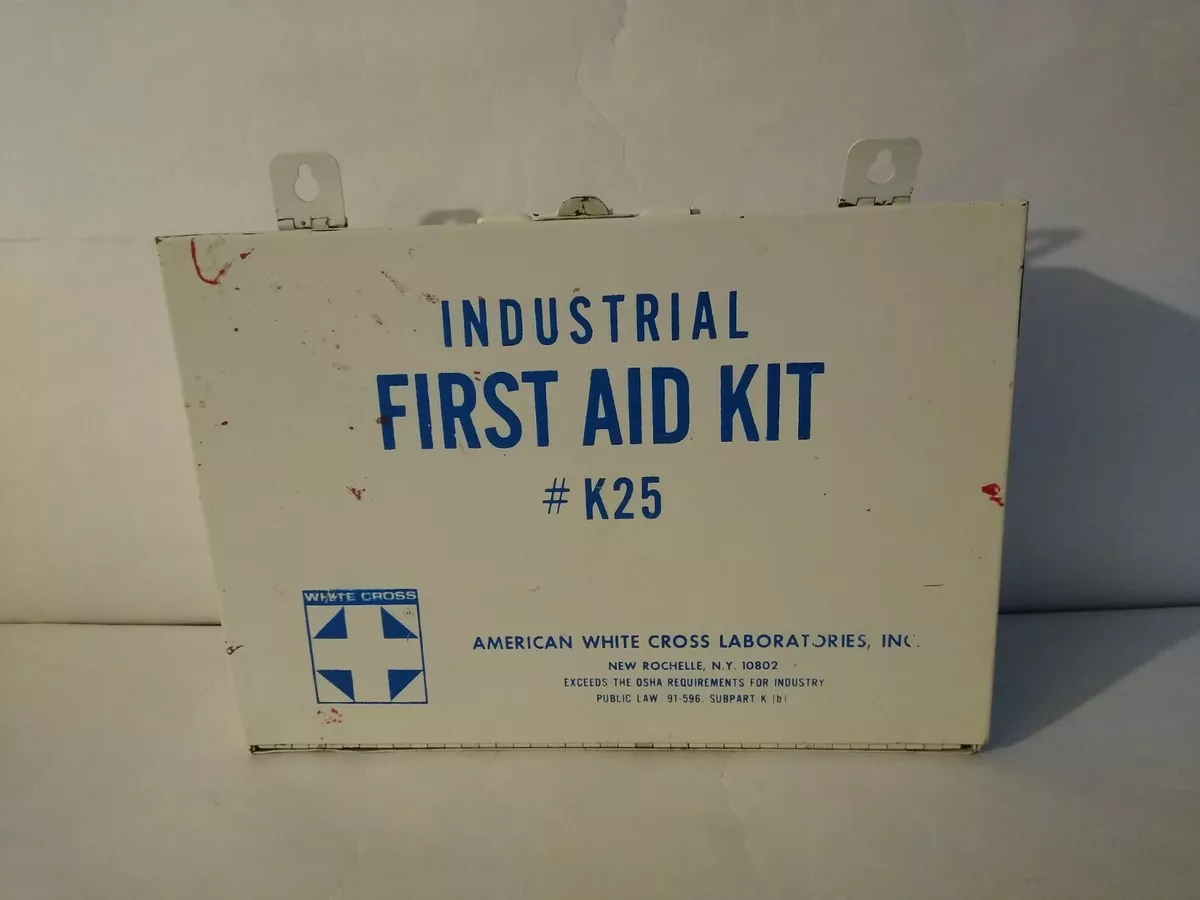 INDUSTRIAL
FIRST AID KIT
# K25
WHITE CROSS
AMERICAN WHITE CROSS LABORATORIES, INC.
NEW ROCHELLE, N.Y. 10802
EXCEEDS THE OSHA REQUIREMENTS FOR INDUSTRY
PUBLIC LAW 91-596. SUBPART K (b)